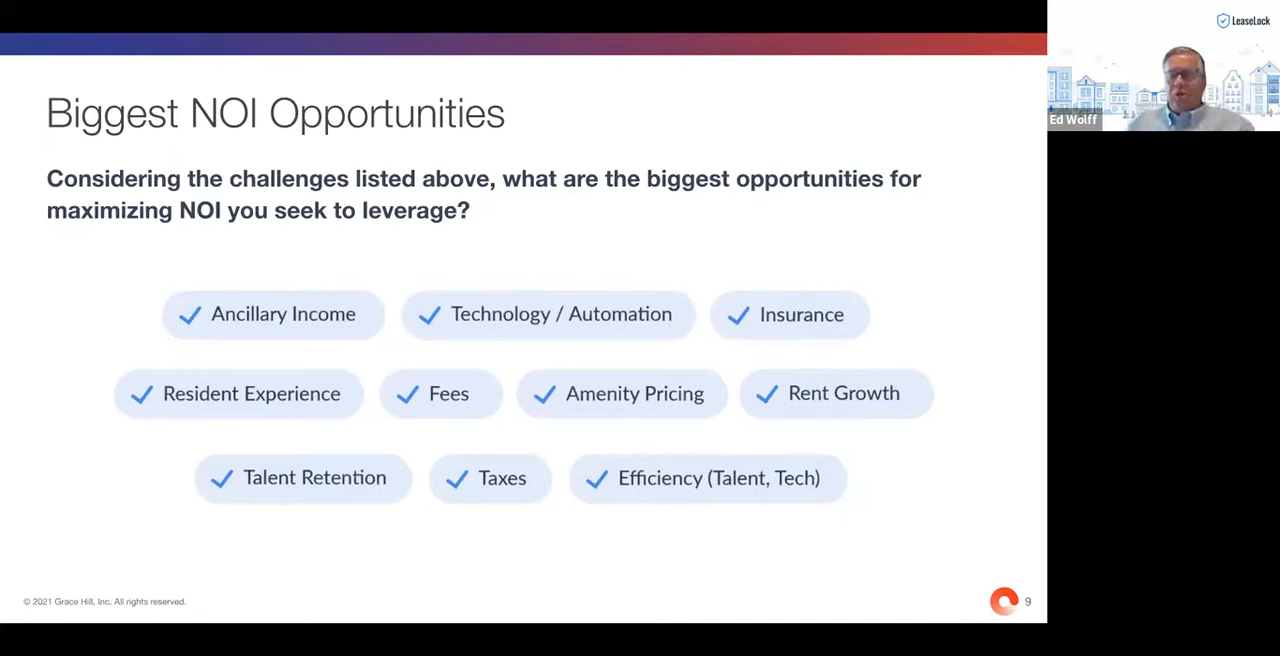 LeaseLock
Ed Wolff
Biggest NOI Opportunities
Considering the challenges listed above, what are the biggest opportunities for
maximizing NOI you seek to leverage?
Ancillary Income
Technology / Automation
Insurance
Resident Experience
Fees
Amenity Pricing
Rent Growth
Talent Retention
Taxes
Efficiency (Talent, Tech)
© 2021 Grace Hill, Inc. All rights reserved.
9